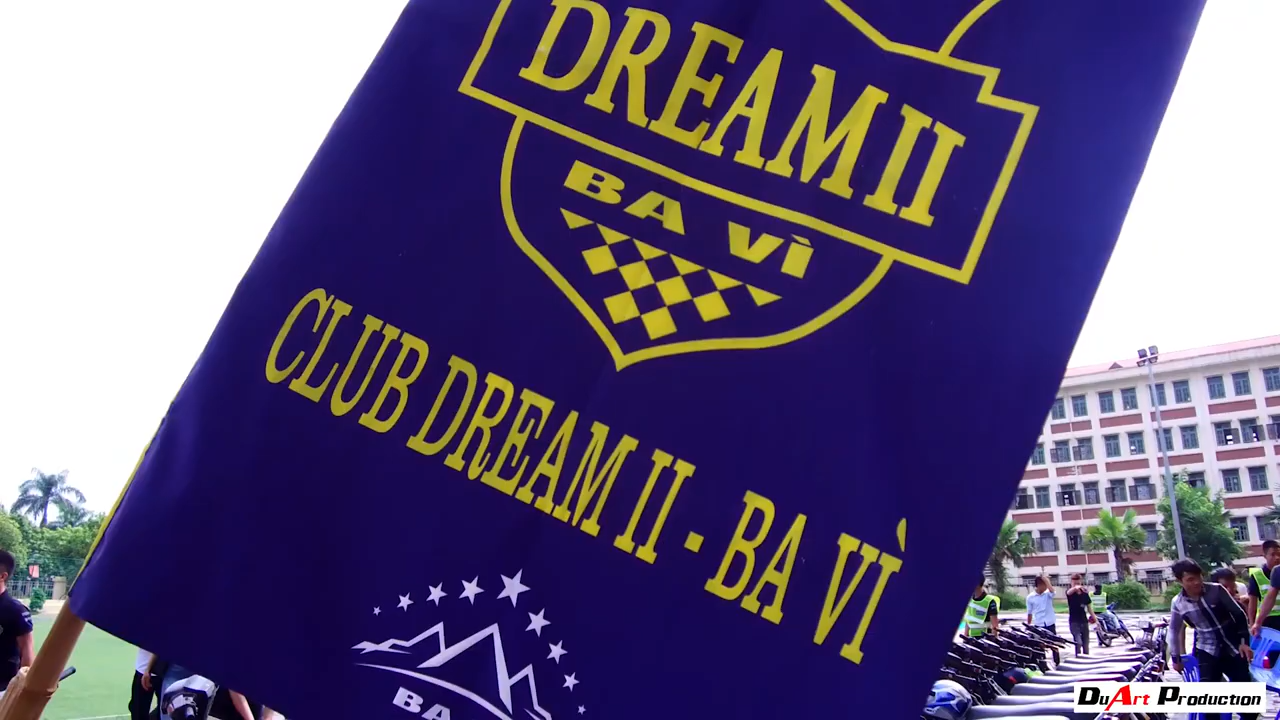 DREAM II
BA VÌ
CLUB DREAM II - BA VÌ
BA
DuArt Production